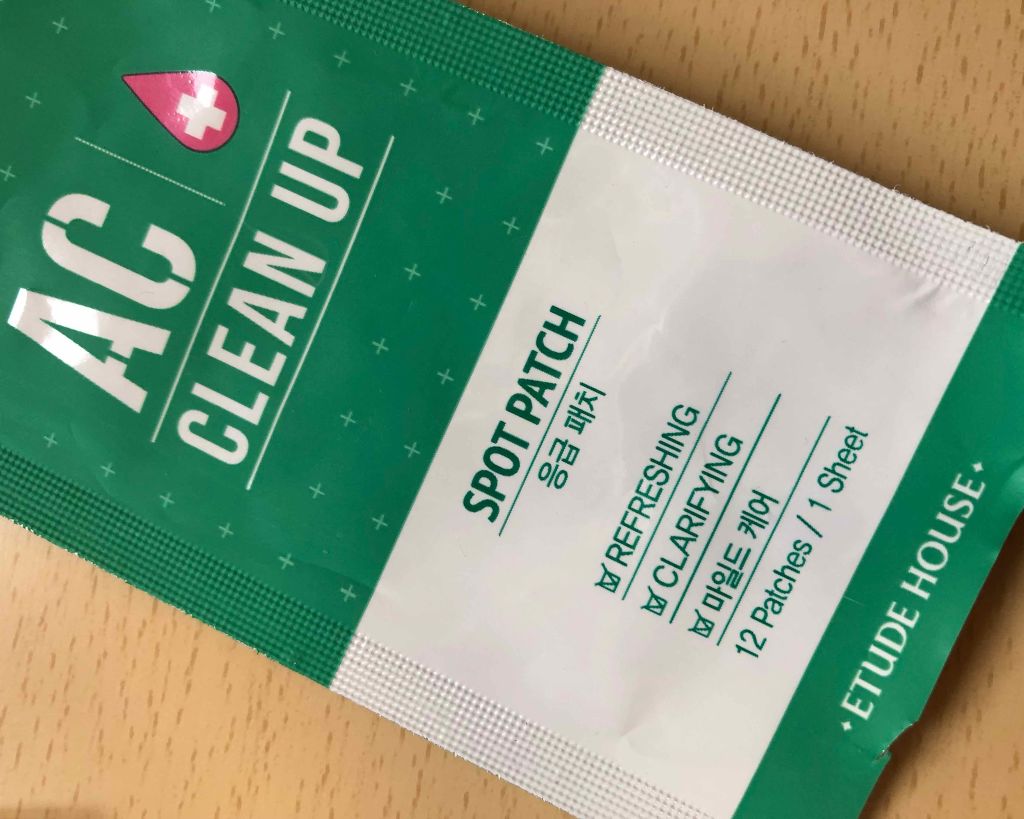 AC
CLEAN UP
SPOT PATCH
응급 패치
REFRESHING
CLARIFYING
마일드 케어
12 Patches / 1 Sheet
ETUDE HOUSE